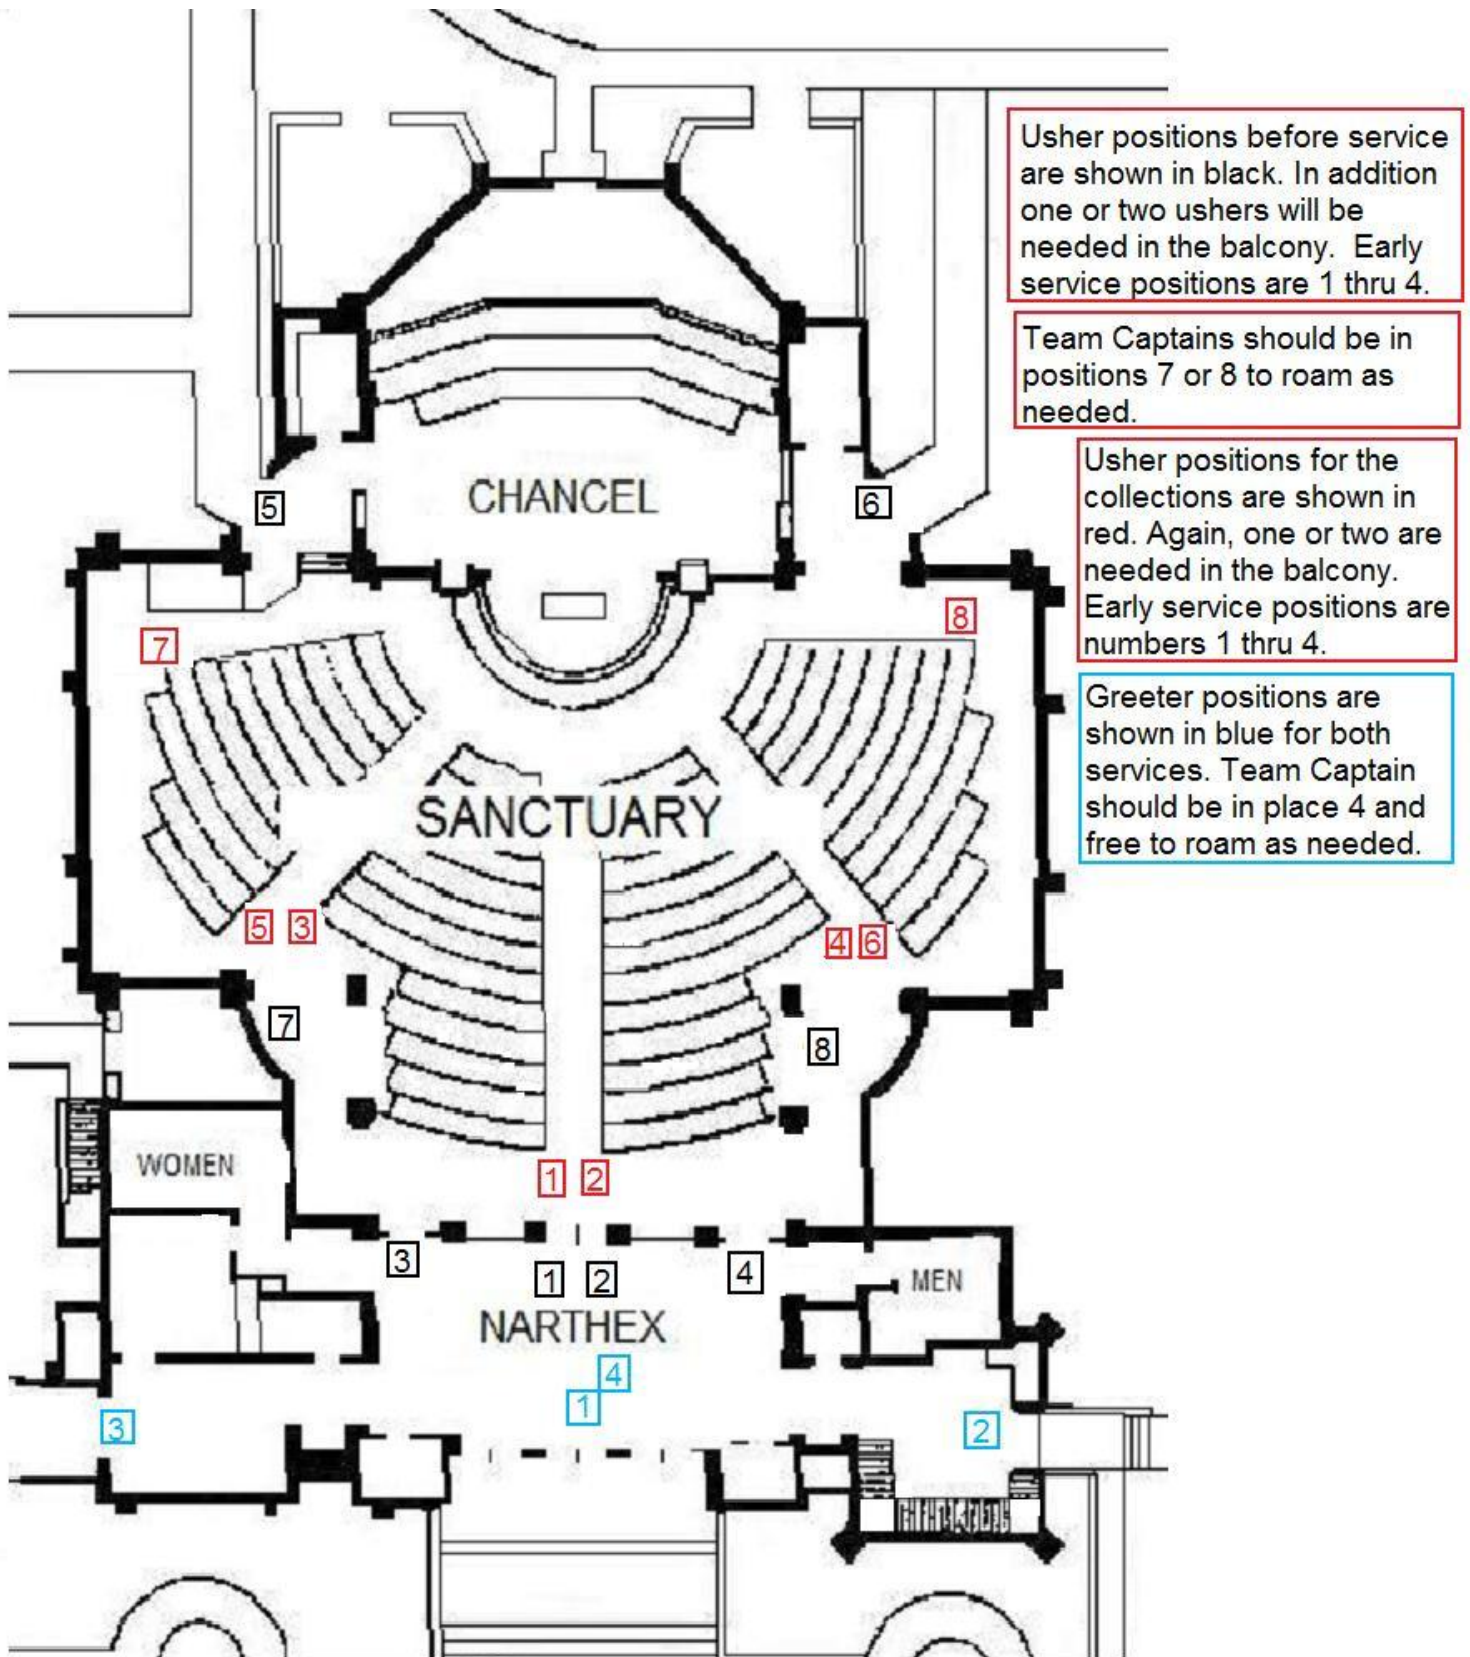 Usher positions before service
are shown in black. In addition
one or two ushers will be
needed in the balcony.  Early
service positions are 1 thru 4.
Team Captains should be in
positions 7 or 8 to roam as
needed.
Usher positions for the
collections are shown in
red. Again, one or two are
needed in the balcony.
Early service positions are
numbers 1 thru 4.
Greeter positions are
shown in blue for both
services. Team Captain
should be in place 4 and
free to roam as needed.
CHANCEL
5
6
7
8
SANCTUARY
5 3
4 6
7
8
WOMEN
1 2
3
1 2
4
MEN
NARTHEX
4
1
3
2